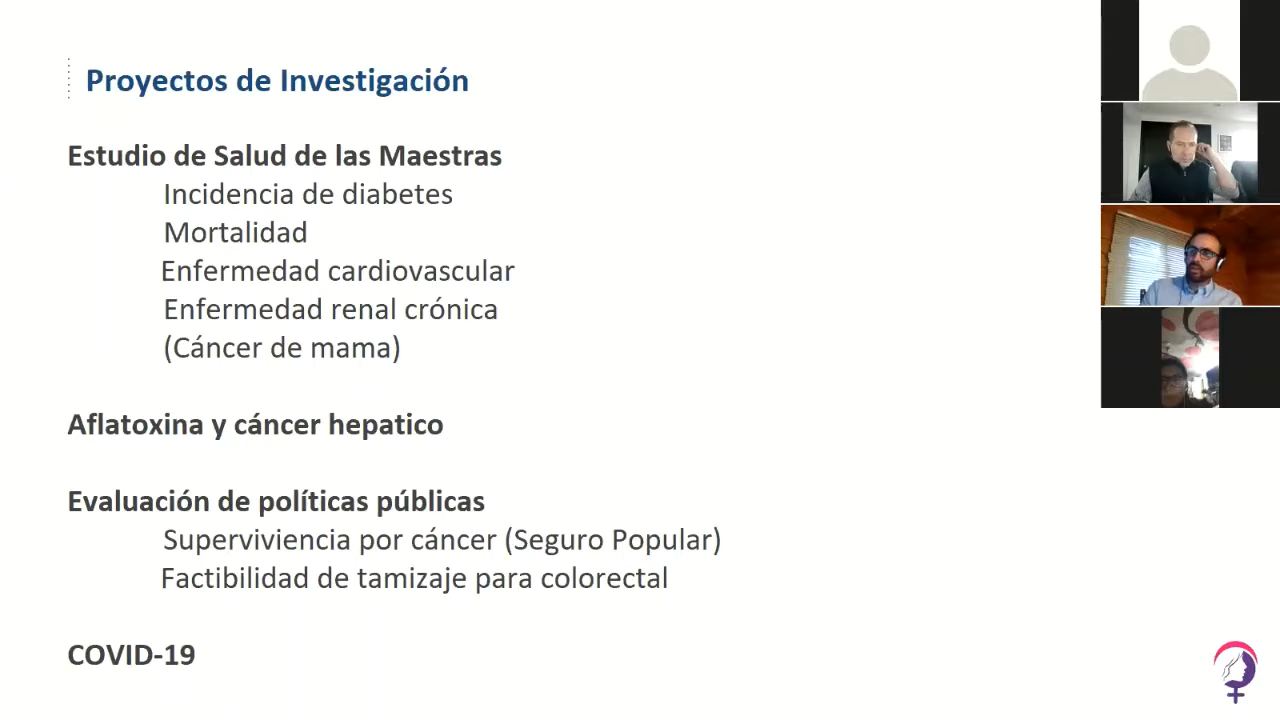 Proyectos de Investigación
Estudio de Salud de las Maestras
Incidencia de diabetes
Mortalidad
Enfermedad cardiovascular
Enfermedad renal crónica
(Cáncer de mama)
Aflatoxina y cáncer hepatico
Evaluación de políticas públicas
Superviviencia por cáncer (Seguro Popular)
Factibilidad de tamizaje para colorectal
COVID-19